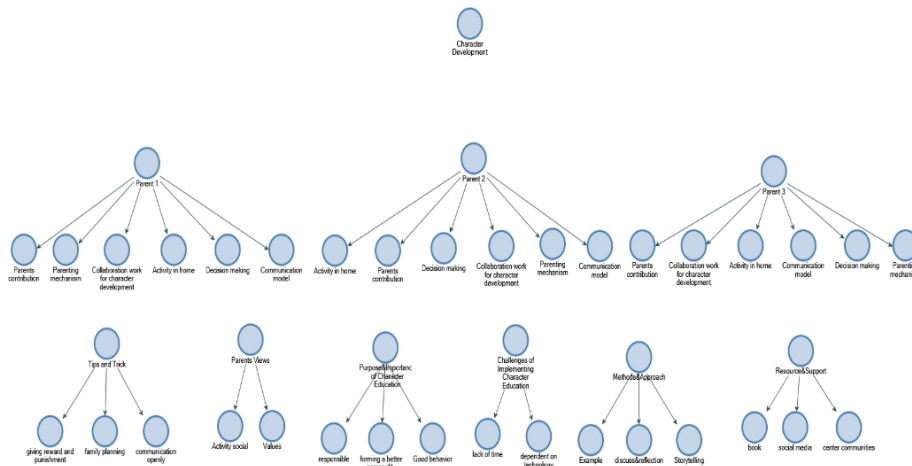 Character
Development
Parent 1
Parent 2
Parent 3
Parents
contribution
Parenting
mechanism
Collaboration work
for character
development
Activity in home
Decision making
Communication
model
Activity in home
Parents
contribution
Decision making
Collaboration work
for character
development
Parenting
mechanism
Communication
model
Parents
contribution
Collaboration work
for character
development
Activity in home
Communication
model
Decision making
Tips and Trick
Parents Views
of Character
Education
Challenges of
Implementing
Character
Education
Methods&Approach
Resource&Support
giving reward and
punishment
family planning
communication
openly
Activity social
Values
responsible
forming a better
Good behavior
lack of time
dependent on
technology
Example
discuss&reflection
Storytelling
book
social media
center communities